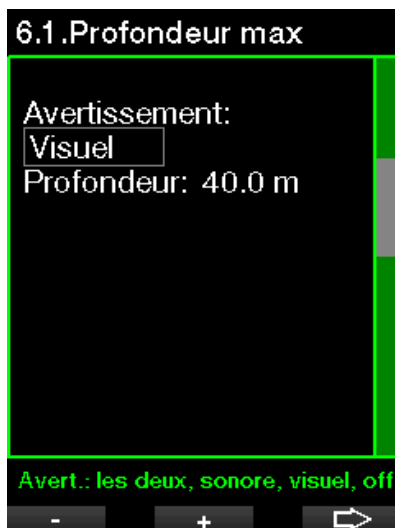 6.1.Profondeur max
Avertissement:
Visuel
Profondeur: 40.0 m
Avert.: les deux, sonore, visuel, off
- +